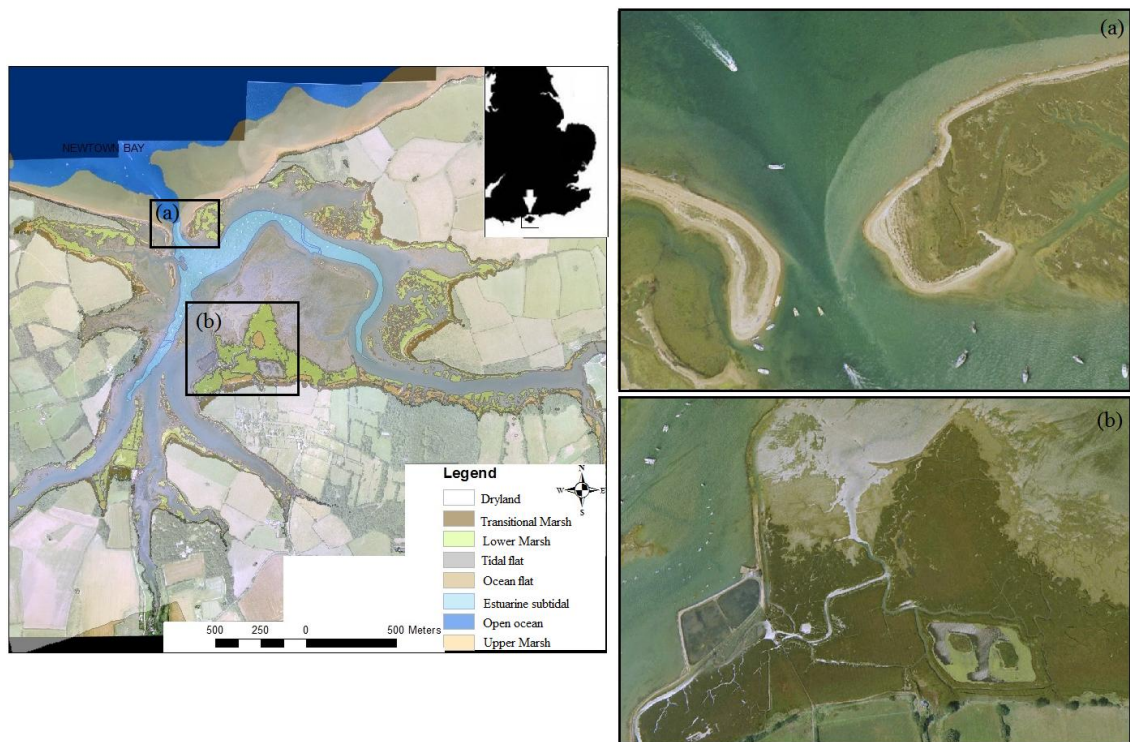 NEWTOWN BAY
(a)
(b)
Legend
N
W E
S
Dryland
Transitional Marsh
Lower Marsh
Tidal flat
Ocean flat
Estuarine subtidal
Open ocean
Upper Marsh
500 250 0 500 Meters
(a)
(b)